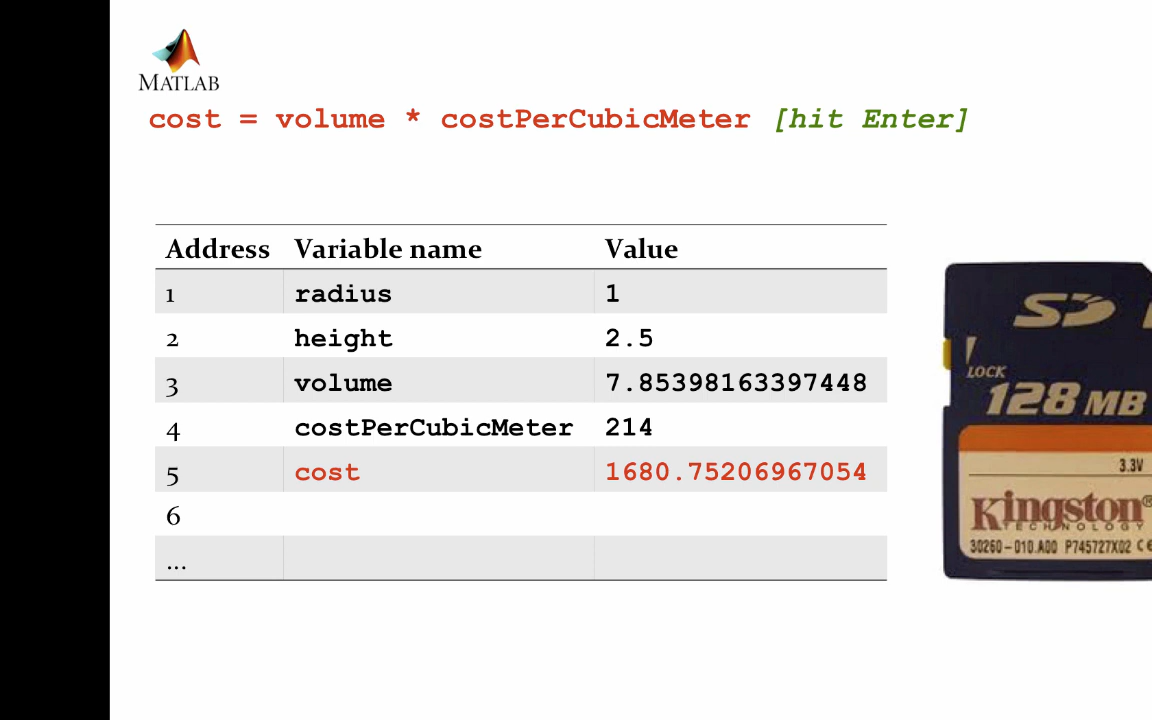 MATLAB
cost = volume * costPerCubicMeter [hit Enter]
Address Variable name Value
1 radius 1
2 height 2.5
3 volume 7.85398163397448
4 costPerCubicMeter 214
5 cost 1680.75206967054
6
...
SD
LOCK
128 MB
3.3V
Kingston®
TECHNOLOGY
30260-010.A00 P745727X02 CE